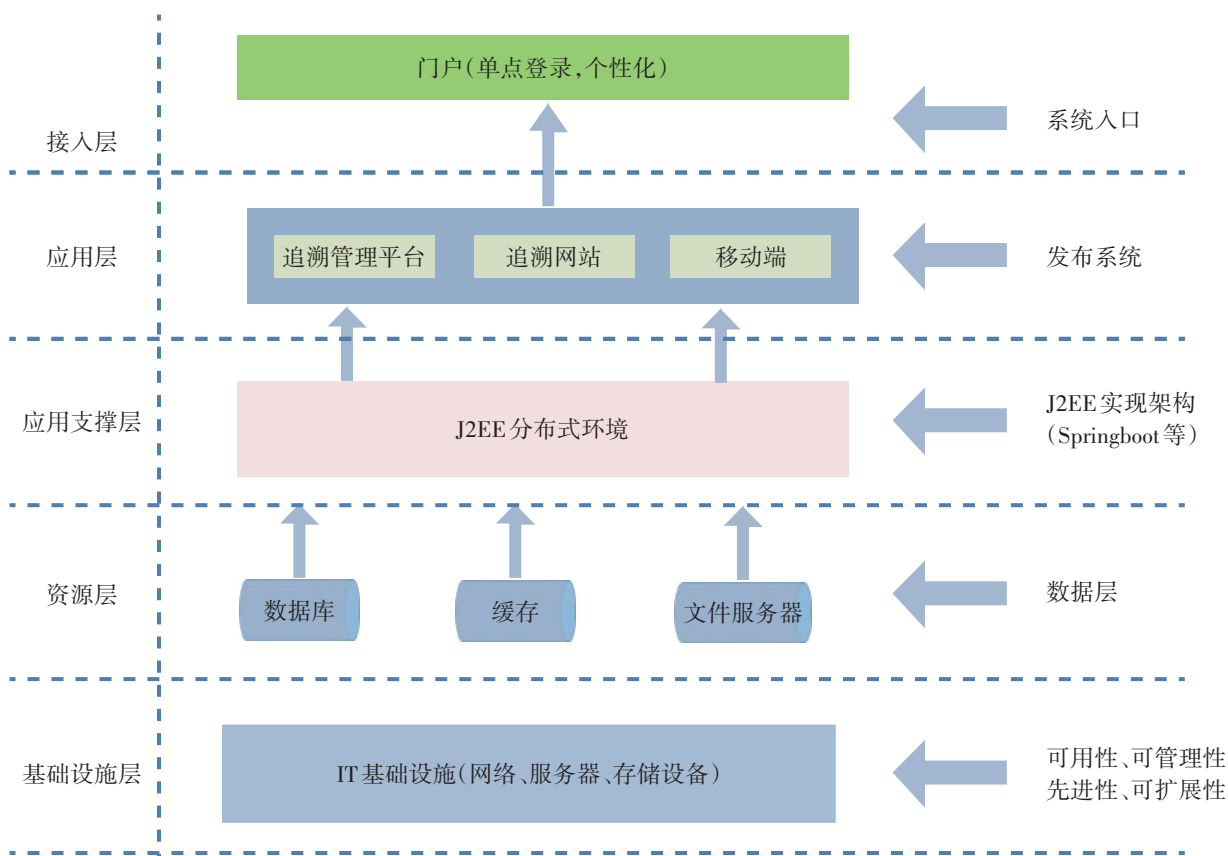 门户(单点登录,个性化)
接入层
系统入口
应用层
追溯管理平台
追溯网站
移动端
发布系统
应用支撑层
J2EE分布式环境
J2EE实现架构
(Springboot等)
资源层
数据库
缓存
文件服务器
数据层
基础设施层
IT基础设施(网络、服务器、存储设备)
可用性、可管理性
先进性、可扩展性